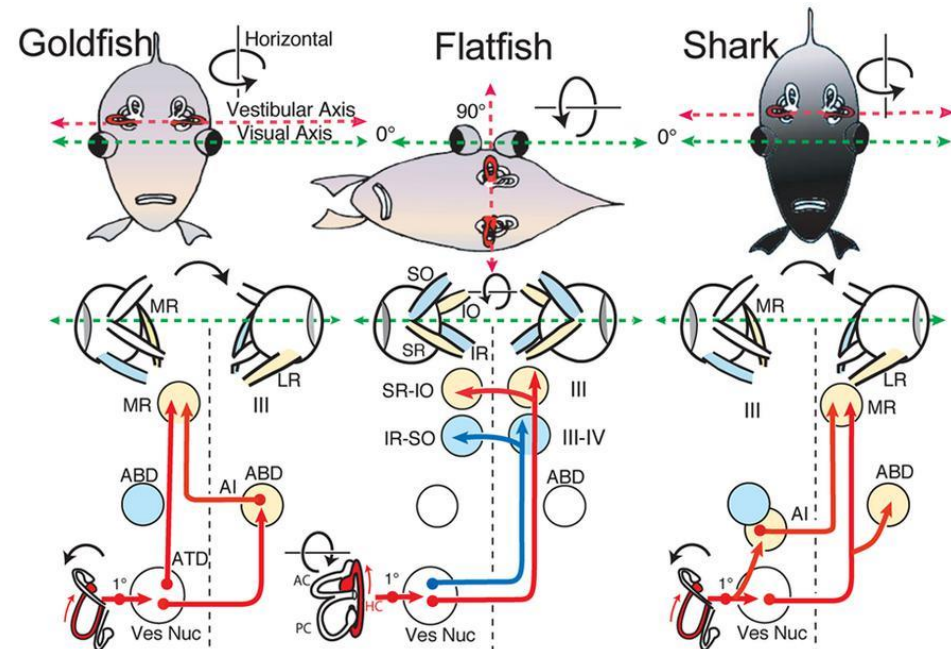 Goldfish
Horizontal
Vestibular Axis
Visual Axis
Flatfish
90°
0°
Shark
0°
MR
LR
MR
III
ABD
ABD
AI
ATD
1°
Ves Nuc
SO
IO
SR
IR
SR-IO
III
IR-SO
III-IV
ABD
AC
PC
HC
1°
Ves Nuc
MR
LR
III
MR
ABD
AI
1°
Ves Nuc